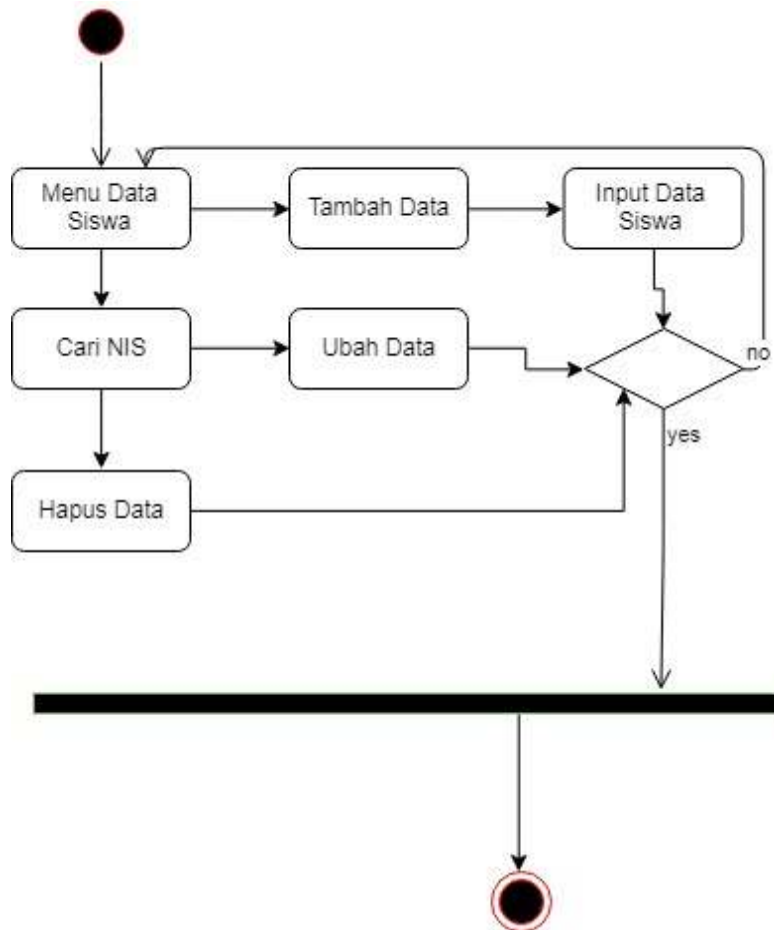 Menu Data
Siswa
Tambah Data
Input Data
Siswa
Cari NIS
Ubah Data
no
yes
Hapus Data